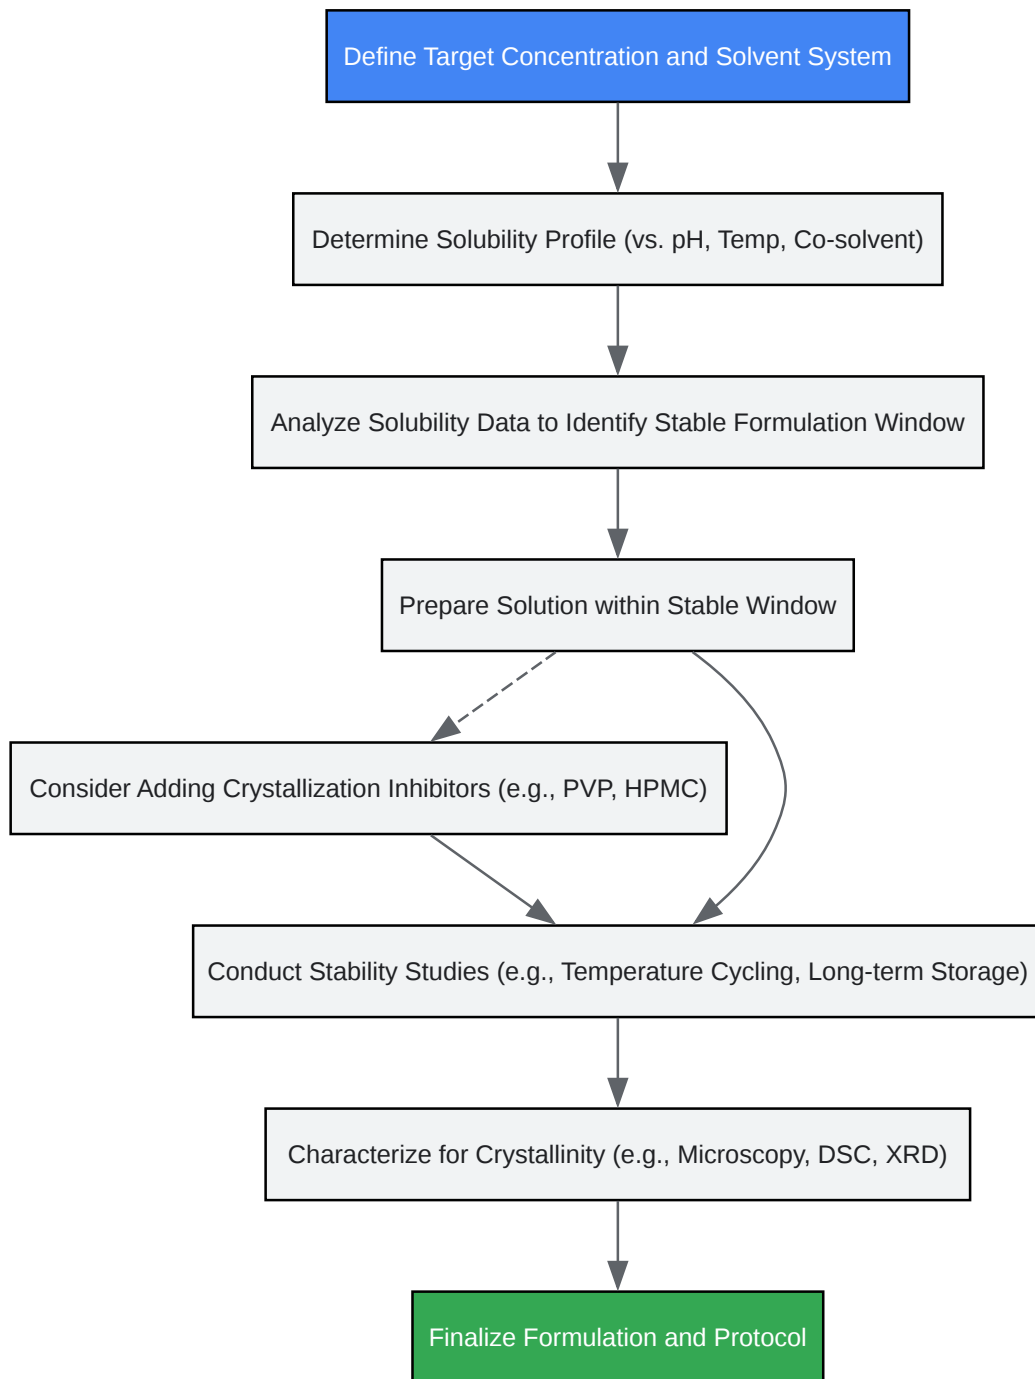 Define Target Concentration and Solvent System
Determine Solubility Profile (vs. pH, Temp, Co-solvent)
Analyze Solubility Data to Identify Stable Formulation Window
Prepare Solution within Stable Window
Consider Adding Crystallization Inhibitors (e.g., PVP, HPMC)
Conduct Stability Studies (e.g., Temperature Cycling, Long-term Storage)
Characterize for Crystallinity (e.g., Microscopy, DSC, XRD)
Finalize Formulation and Protocol